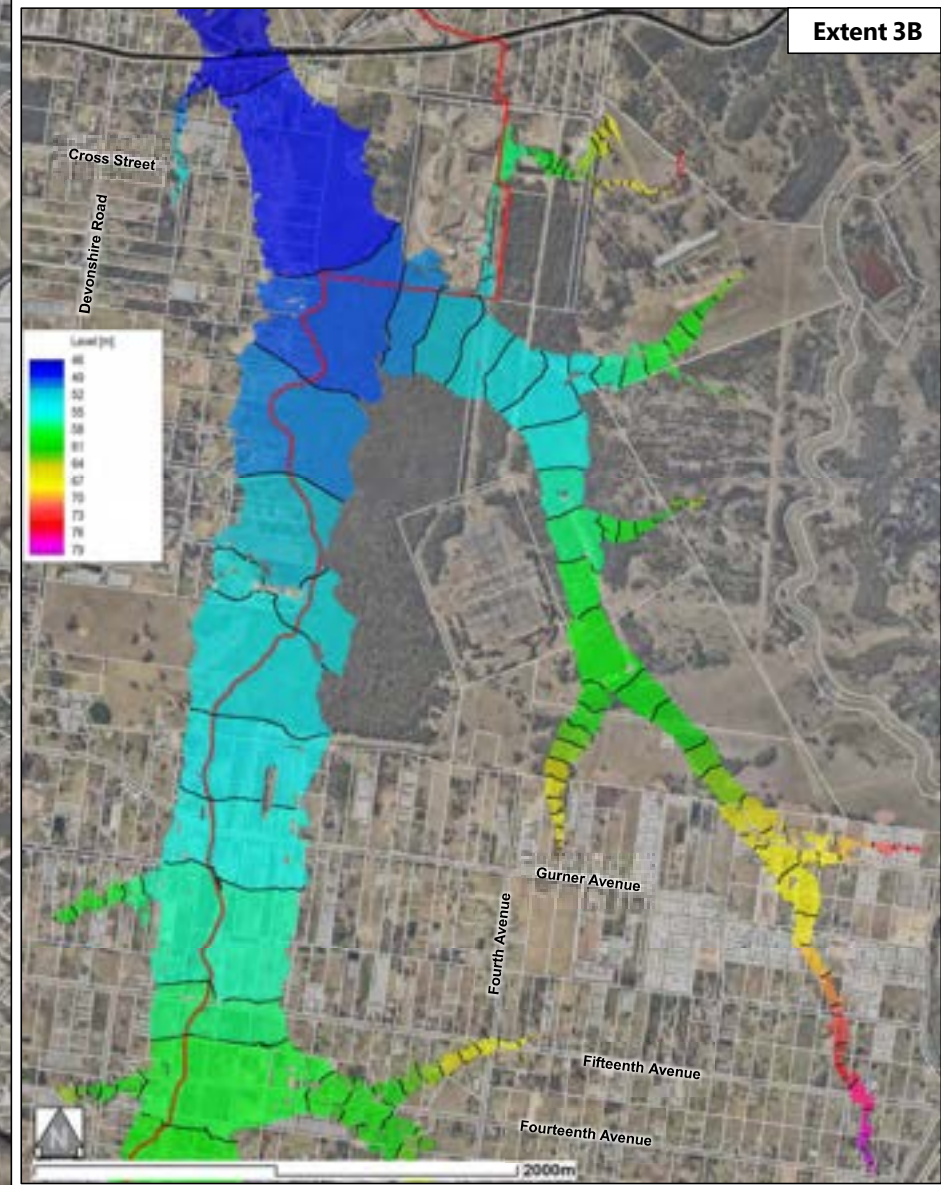 Extent 3B
Cross Street
Devonshire Road
Level [m]
46
49
52
55
58
61
64
67
70
73
76
79
Gurner Avenue
Fourth Avenue
Fifteenth Avenue
Fourteenth Avenue
N
2000m